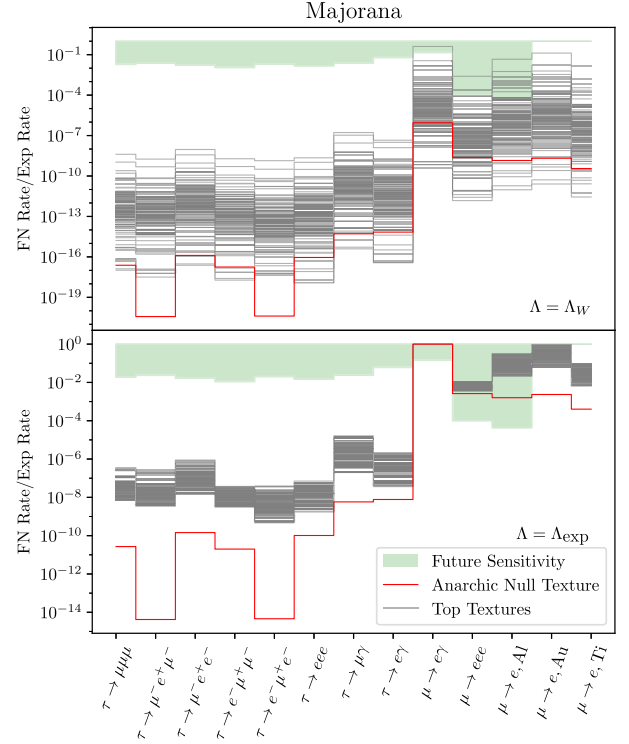 Majorana
FN Rate/Exp Rate
10⁻¹
10⁻⁴
10⁻⁷
10⁻¹⁰
10⁻¹³
10⁻¹⁶
10⁻¹⁹
Λ = Λ_W
FN Rate/Exp Rate
10⁰
10⁻²
10⁻⁴
10⁻⁶
10⁻⁸
10⁻¹⁰
10⁻¹²
10⁻¹⁴
Λ = Λ_exp
Future Sensitivity
Anarchic Null Texture
Top Textures
τ → μμμ
τ → μ⁻e⁺μ⁻
τ → μ⁻e⁺e⁻
τ → e⁻μ⁺μ⁻
τ → e⁻μ⁺e⁻
τ → eee
τ → μγ
τ → eγ
μ → eγ
μ → eee
μ → e, Al
μ → e, Au
μ → e, Ti